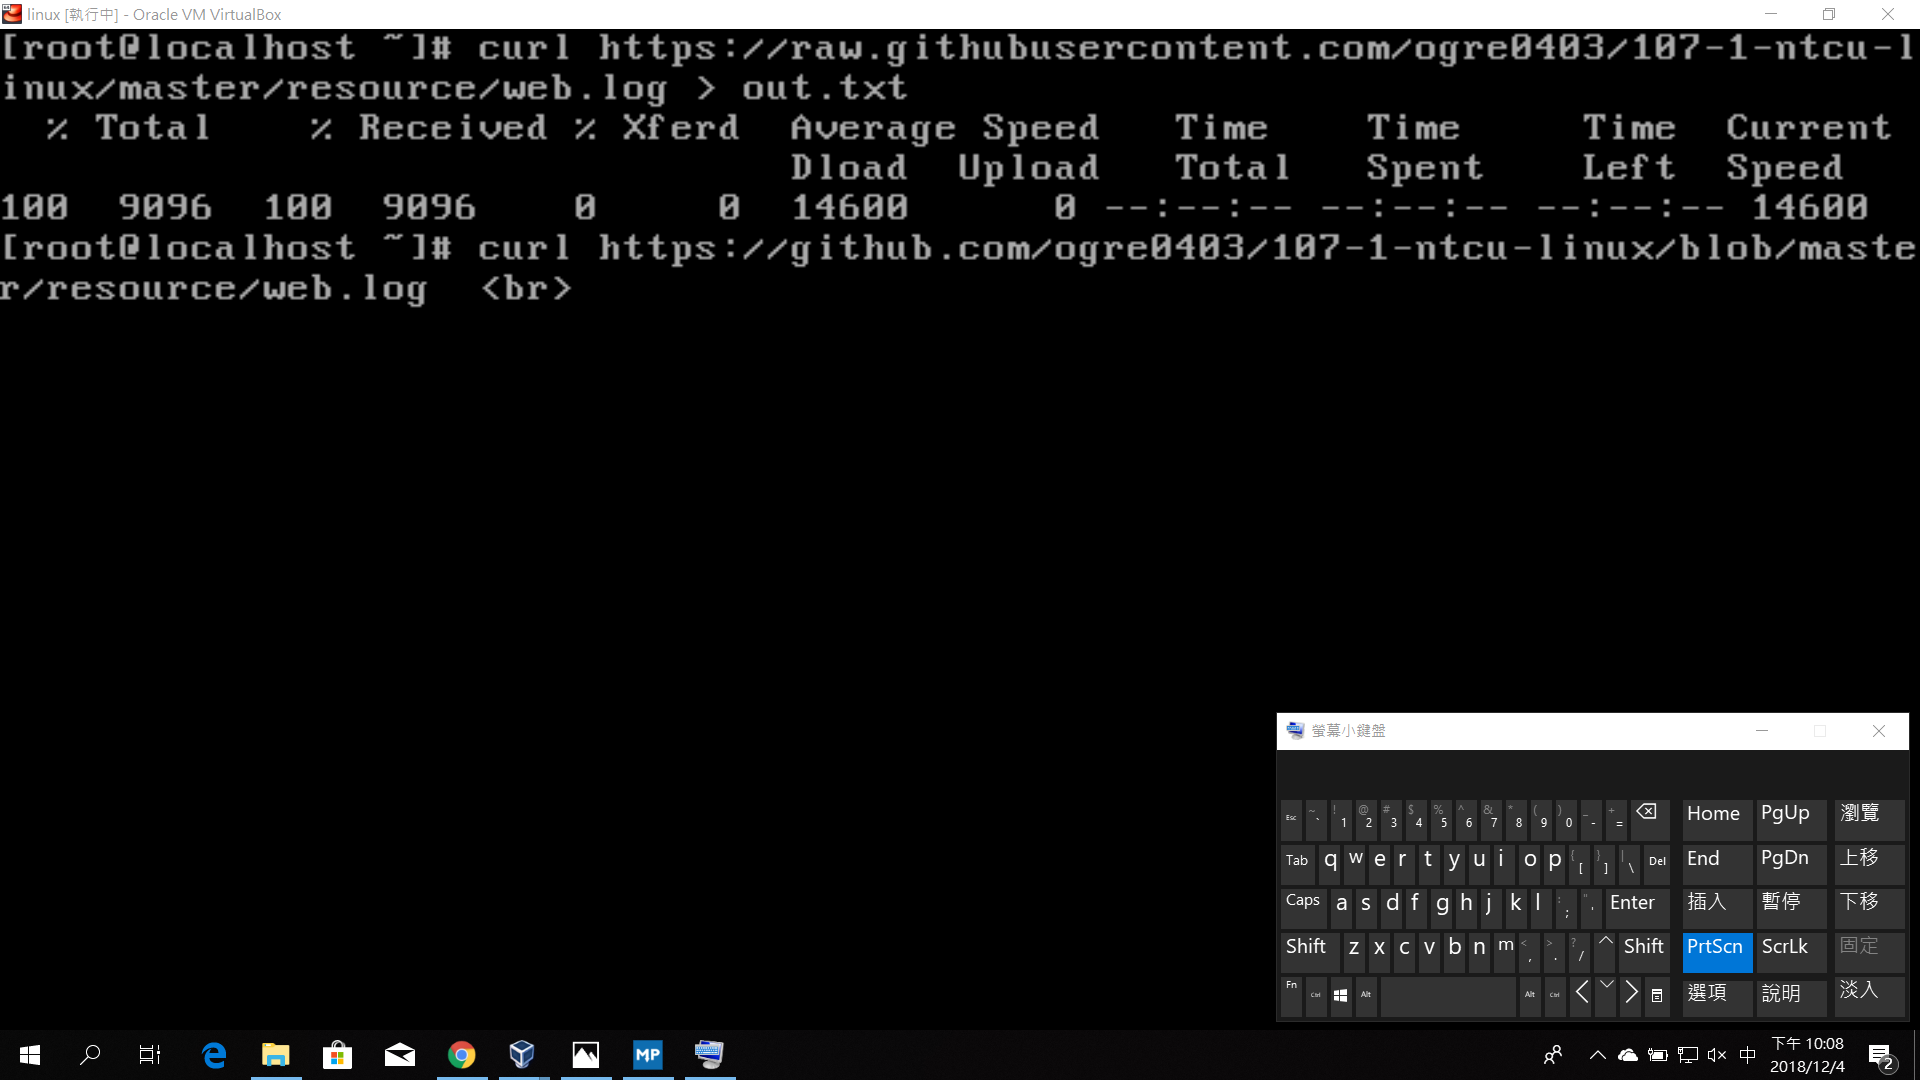 linux [執行中] - Oracle VM VirtualBox
[root@localhost ~]# curl https://raw.githubusercontent.com/ogre0403/107-1-ntcu-l
inux/master/resource/web.log > out.txt
% Total % Received % Xferd Average Speed Time Time Time Current
Dload Upload Total Spent Left Speed
100 9096 100 9096 0 0 14600 0 --:--:-- --:--:-- --:--:-- 14600
[root@localhost ~]# curl https://github.com/ogre0403/107-1-ntcu-linux/blob/maste
r/resource/web.log <br>
螢幕小鍵盤
Esc ~ ` ! 1 @ 2 # 3 $ 4 % 5 ^ 6 & 7 * 8 ( 9 ) 0 _ - + = Home PgUp 瀏覽
Tab q w e r t y u i o p { [ } ] | \ Del End PgDn 上移
Caps a s d f g h j k l : ; " ' Enter 插入 暫停 下移
Shift z x c v b n m < , > . ? / Shift PrtScn ScrLk 固定
Fn Ctrl Alt Alt Ctrl 選項 說明 淡入
MP
中
下午 10:08
2018/12/4
2